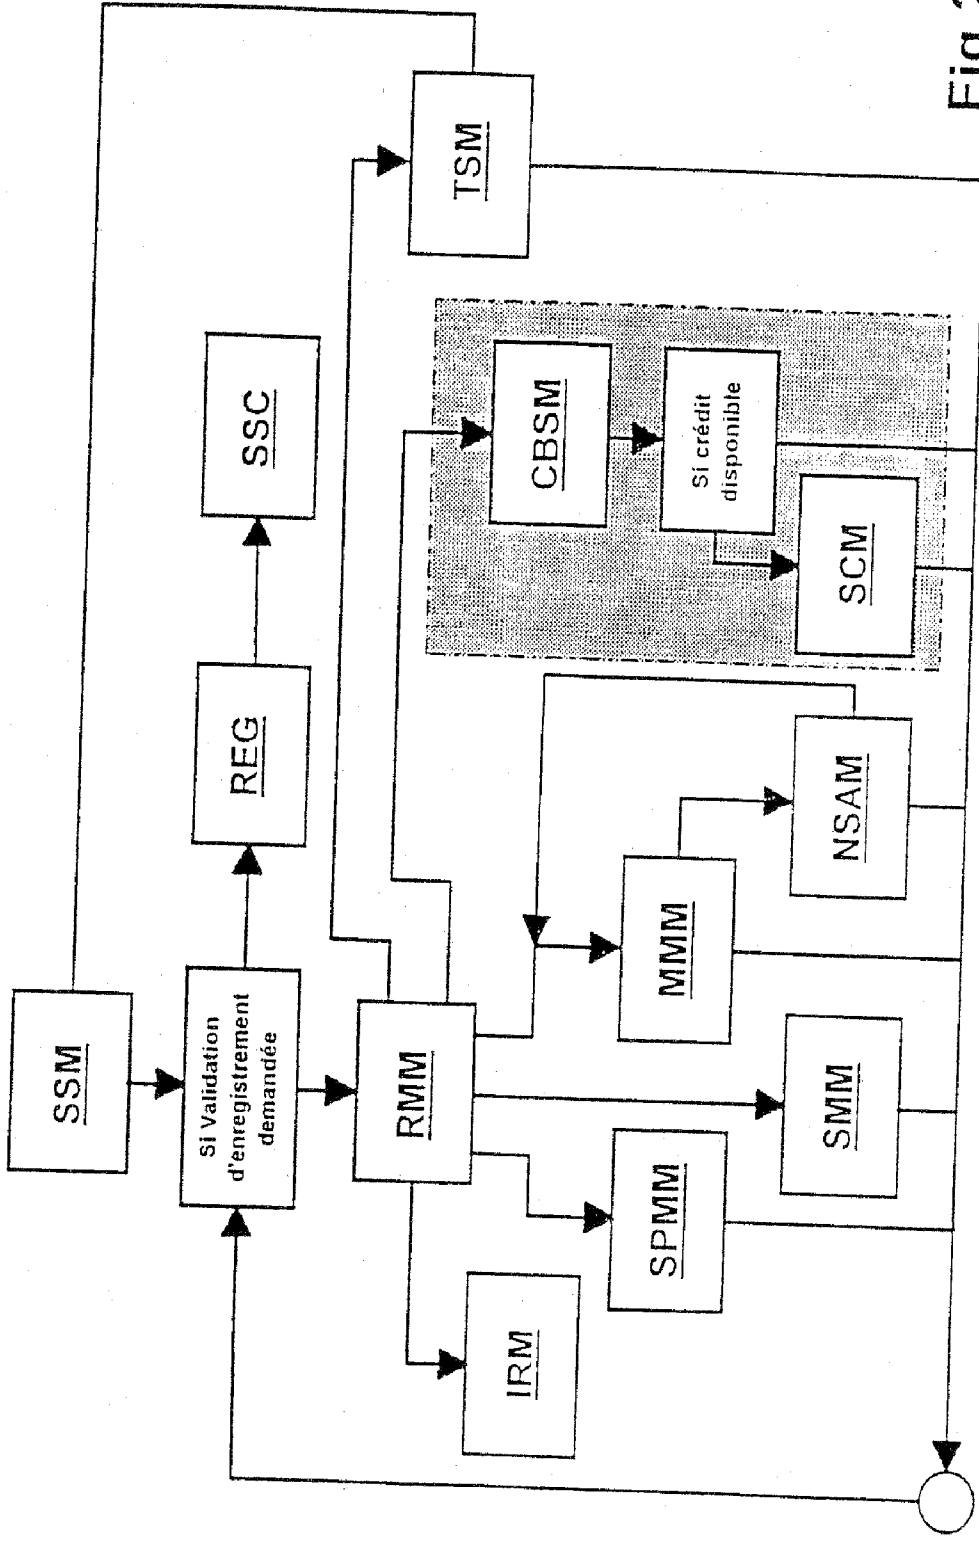 SSM
Si Validation
d'enregistrement
demandée
REG
SSC
RMM
TSM
IRM
SPMM
SMM
MMM
NSAM
CBSM
Si crédit
disponible
SCM
Fig